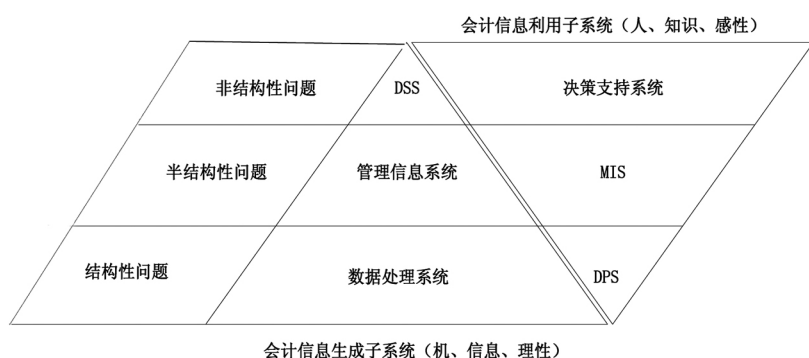 会计信息利用子系统（人、知识、感性）
非结构性问题
DSS
决策支持系统
半结构性问题
管理信息系统
MIS
结构性问题
数据处理系统
DPS
会计信息生成子系统（机、信息、理性）